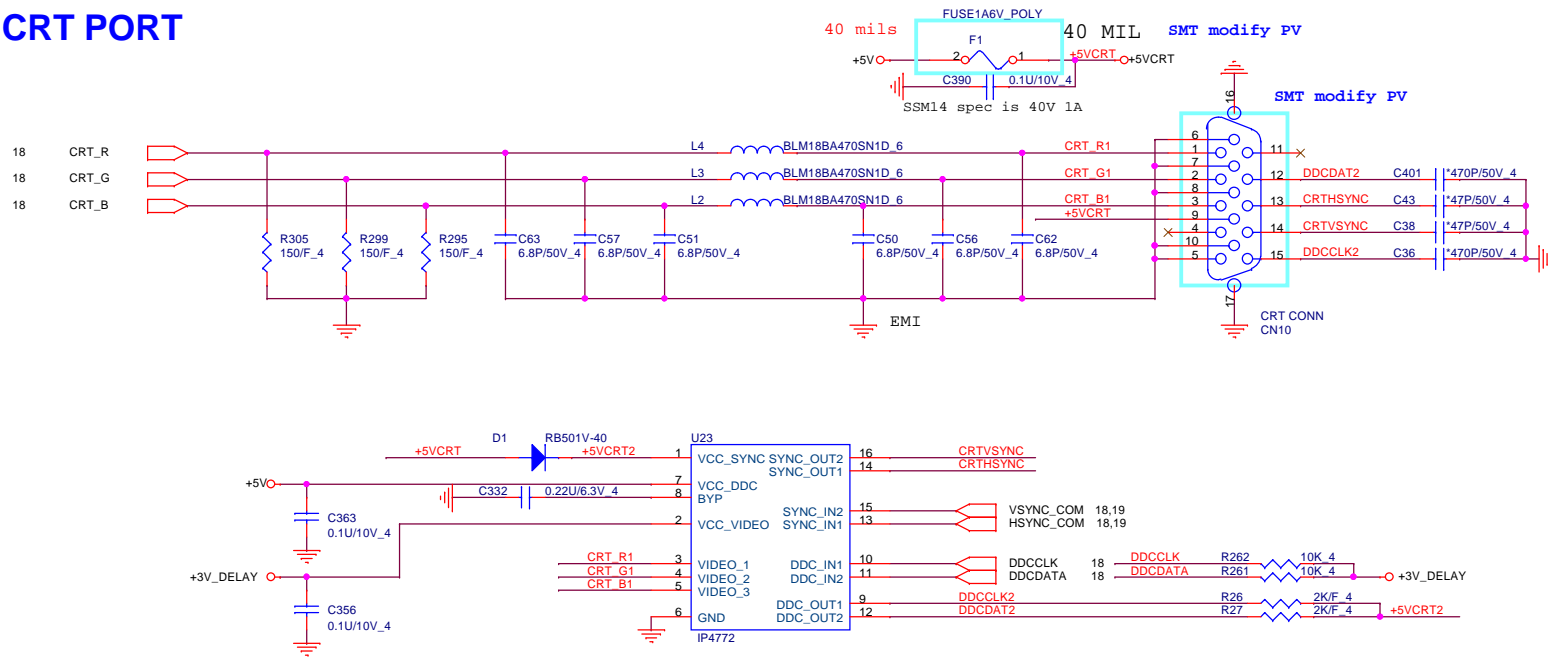 CRT PORT
FUSE1A6V_POLY
40 mils
40 MIL
SMT modify PV
F1
+5V
2
1
+5VCRT
+5VCRT
C390
0.1U/10V_4
SSM14 spec is 40V 1A
16
SMT modify PV
18 CRT_R
L4
BLM18BA470SN1D_6
CRT_R1
6
1
11
18 CRT_G
L3
BLM18BA470SN1D_6
CRT_G1
7
2
12
DDCDAT2
C401
*470P/50V_4
18 CRT_B
L2
BLM18BA470SN1D_6
CRT_B1
8
3
13
CRTHSYNC
C43
*47P/50V_4
+5VCRT
9
4
14
CRTVSYNC
C38
*47P/50V_4
10
5
15
DDCCLK2
C36
*470P/50V_4
R305
150/F_4
R299
150/F_4
R295
150/F_4
C63
6.8P/50V_4
C57
6.8P/50V_4
C51
6.8P/50V_4
C50
6.8P/50V_4
C56
6.8P/50V_4
C62
6.8P/50V_4
17
EMI
CRT CONN
CN10
D1
RB501V-40
U23
+5VCRT
+5VCRT2
1
VCC_SYNC
SYNC_OUT2
16
CRTVSYNC
SYNC_OUT1
14
CRTHSYNC
+5V
7
VCC_DDC
C332
0.22U/6.3V_4
8
BYP
C363
0.1U/10V_4
2
VCC_VIDEO
SYNC_IN2
15
VSYNC_COM 18,19
SYNC_IN1
13
HSYNC_COM 18,19
+3V_DELAY
CRT_R1
3
VIDEO_1
CRT_G1
4
VIDEO_2
CRT_B1
5
VIDEO_3
DDC_IN1
10
DDCCLK 18
DDCCLK
R262
10K_4
DDC_IN2
11
DDCDATA 18
DDCDATA
R261
10K_4
+3V_DELAY
C356
0.1U/10V_4
6
GND
DDC_OUT1
9
DDCCLK2
R26
2K/F_4
DDC_OUT2
12
DDCDAT2
R27
2K/F_4
+5VCRT2
IP4772